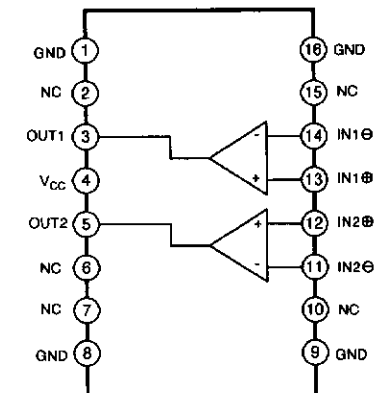 GND 1 16 GND
NC 2 15 NC
OUT1 3 - 14 IN1⊖
VCC 4 + 13 IN1⊕
OUT2 5 + 12 IN2⊕
NC 6 - 11 IN2⊖
NC 7 10 NC
GND 8 9 GND